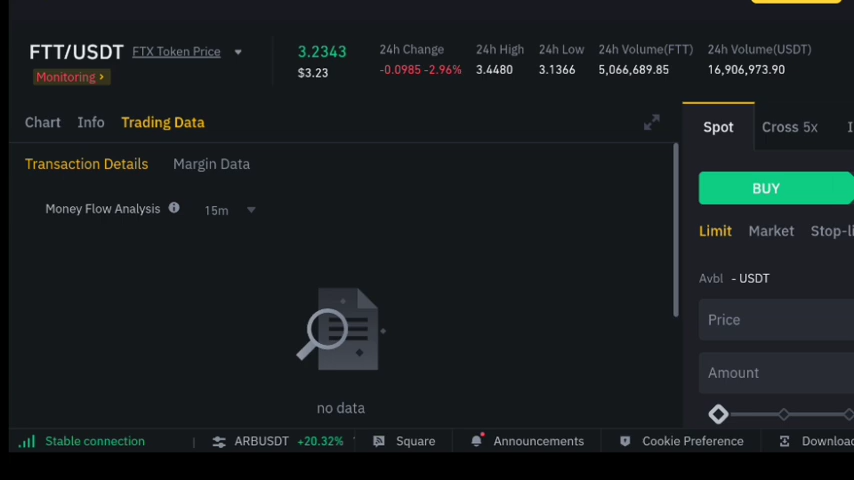 FTT/USDT FTX Token Price
Monitoring
3.2343
$3.23
24h Change
-0.0985 -2.96%
24h High
3.4480
24h Low
3.1366
24h Volume(FTT)
5,066,689.85
24h Volume(USDT)
16,906,973.90
Chart Info Trading Data
Transaction Details Margin Data
Money Flow Analysis 15m
no data
Spot Cross 5x
BUY
Limit Market Stop-li
Avbl - USDT
Price
Amount
Stable connection ARBUSDT +20.32% Square Announcements Cookie Preference Download